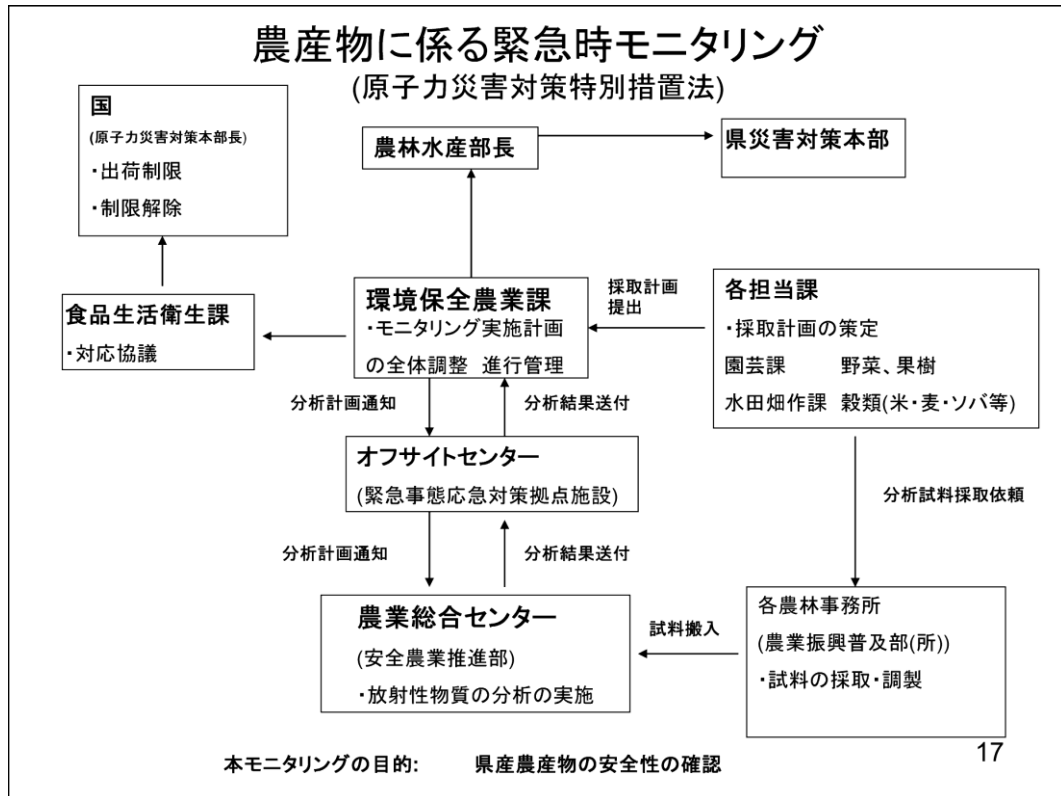 農産物に係る緊急時モニタリング
(原子力災害対策特別措置法)
国
(原子力災害対策本部長)
・出荷制限
・制限解除
農林水産部長
県災害対策本部
食品生活衛生課
・対応協議
環境保全農業課
・モニタリング実施計画
の全体調整 進行管理
採取計画
提出
各担当課
・採取計画の策定
園芸課 野菜、果樹
水田畑作課 穀類(米・麦・ソバ等)
分析計画通知
分析結果送付
オフサイトセンター
(緊急事態応急対策拠点施設)
分析試料採取依頼
分析計画通知
分析結果送付
農業総合センター
(安全農業推進部)
・放射性物質の分析の実施
試料搬入
各農林事務所
(農業振興普及部(所))
・試料の採取・調製
本モニタリングの目的: 県産農産物の安全性の確認
17